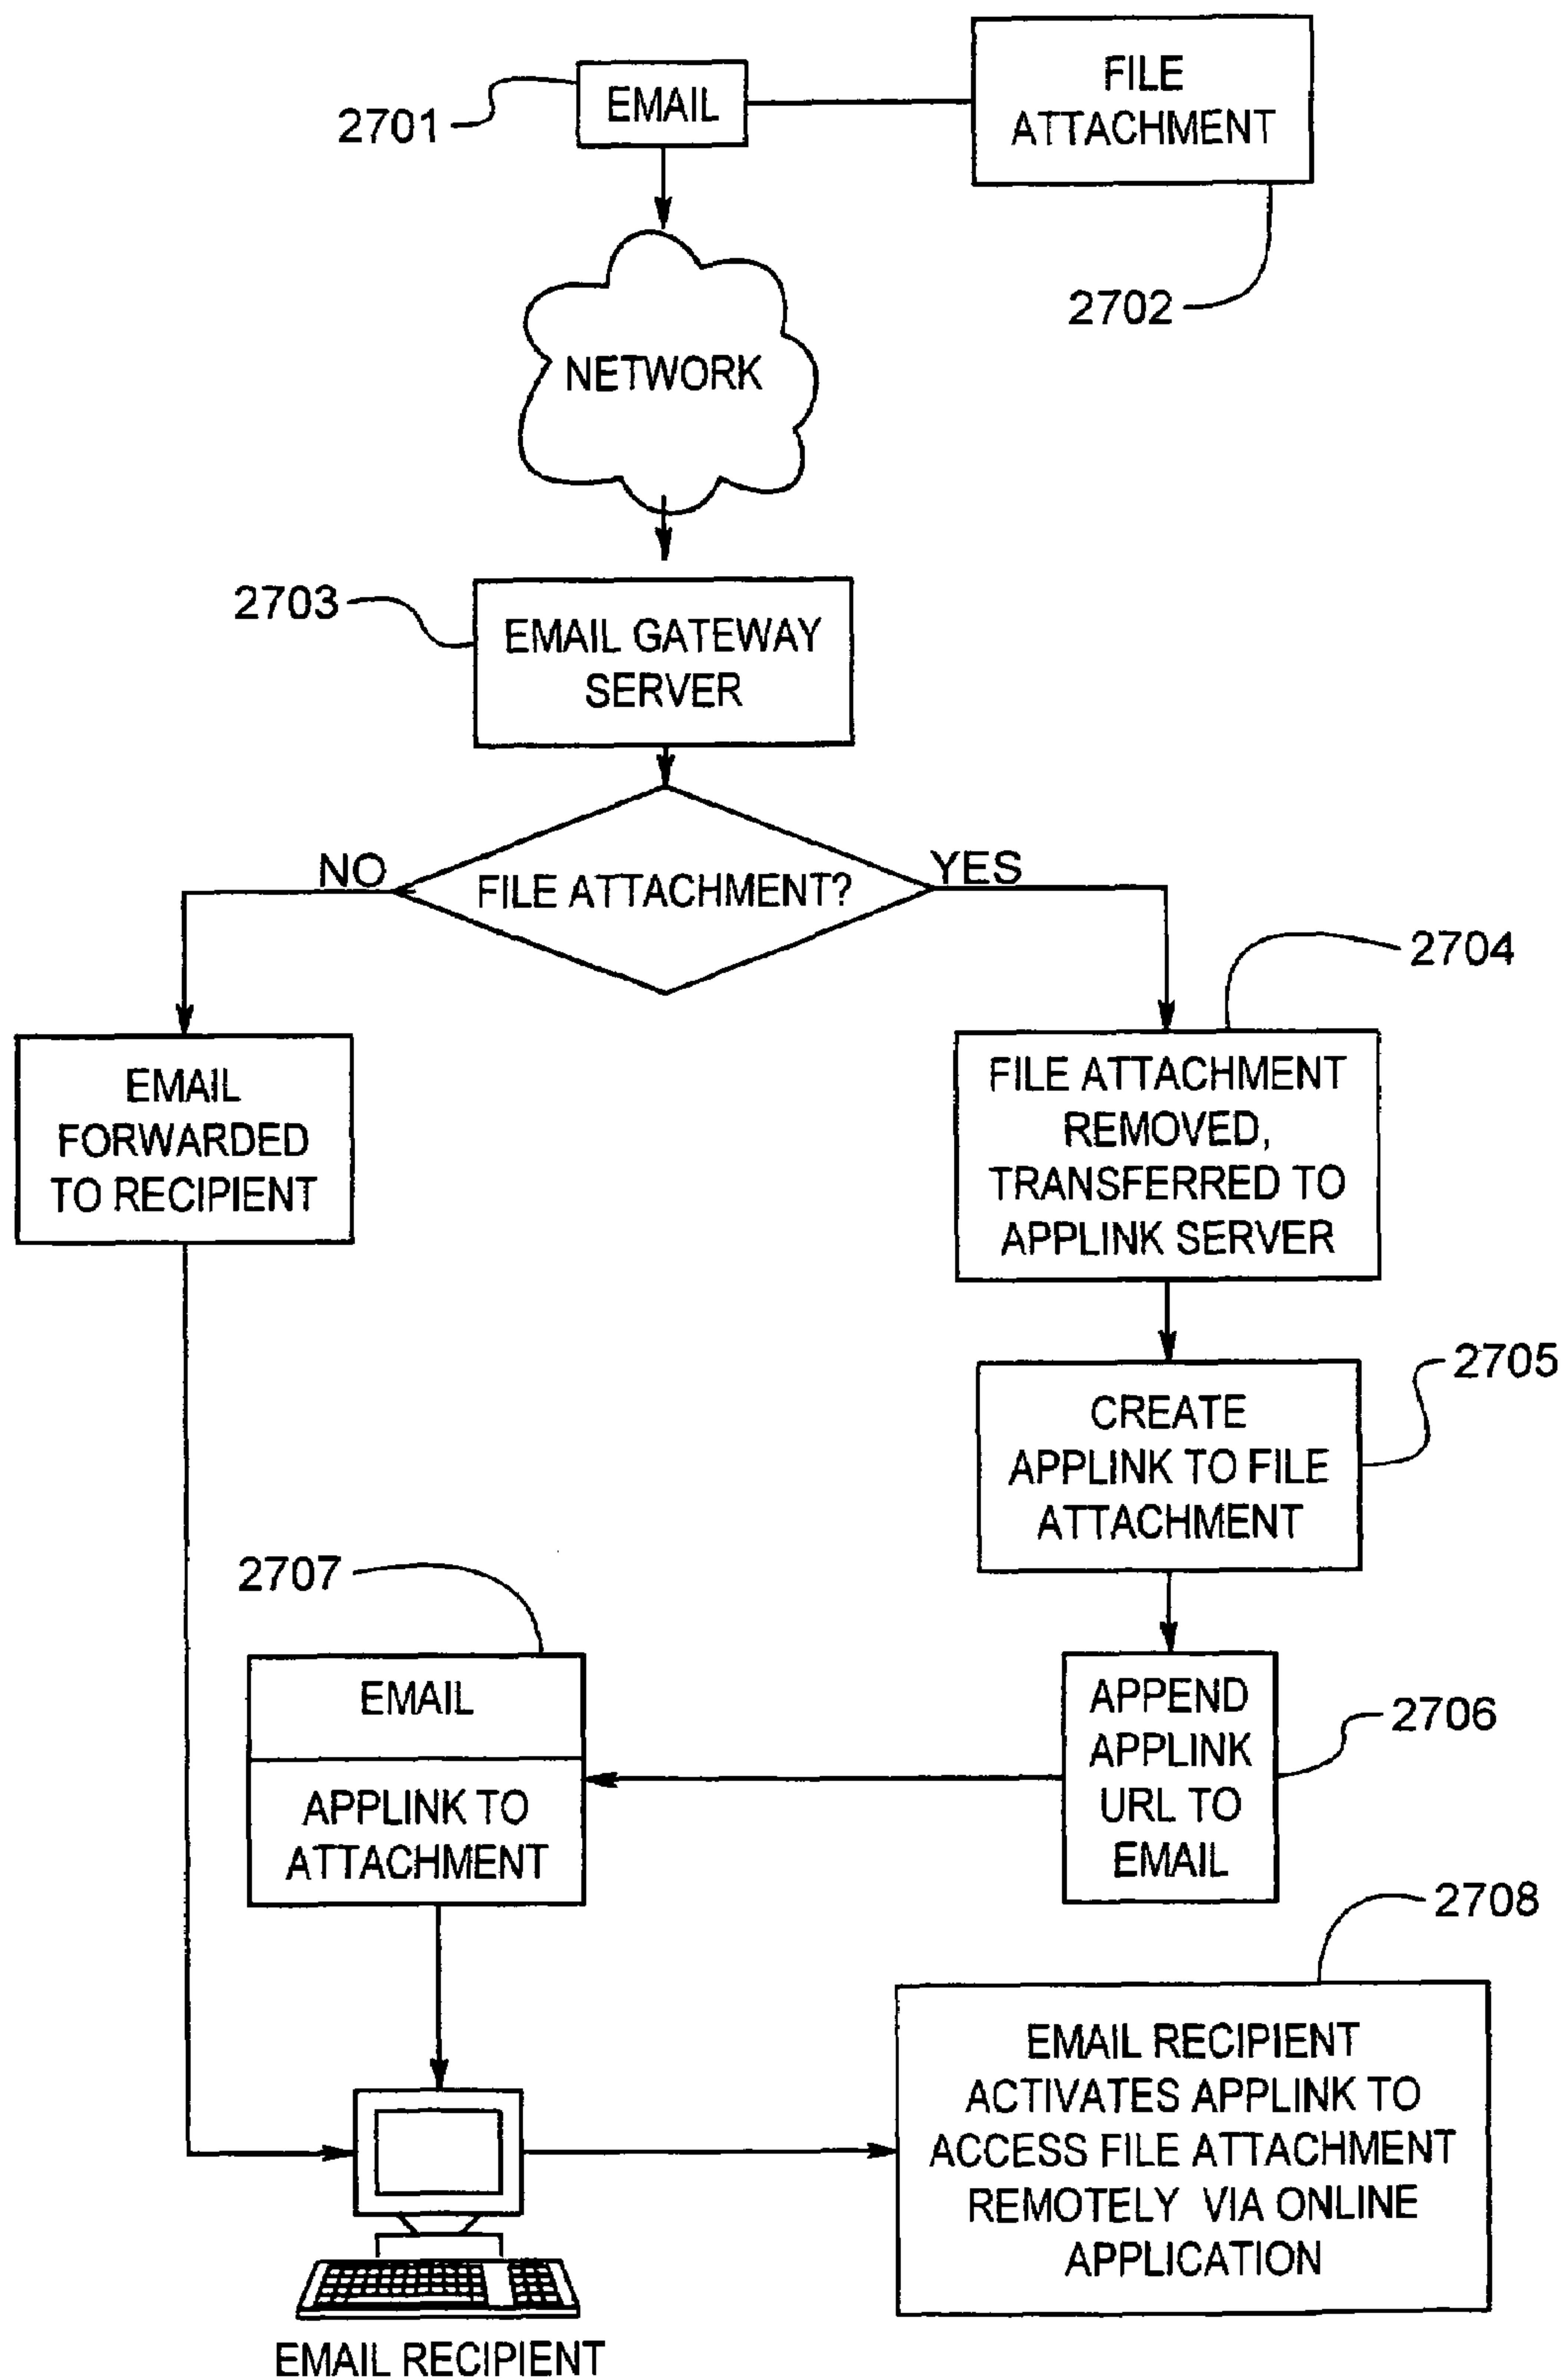 FILE
ATTACHMENT
2701
EMAIL
2702
NETWORK
2703
EMAIL GATEWAY
SERVER
NO
FILE ATTACHMENT?
YES
2704
EMAIL
FORWARDED
TO RECIPIENT
FILE ATTACHMENT
REMOVED,
TRANSFERRED TO
APPLINK SERVER
2705
CREATE
APPLINK TO FILE
ATTACHMENT
2707
EMAIL
APPLINK TO
ATTACHMENT
2706
APPEND
APPLINK
URL TO
EMAIL
2708
EMAIL RECIPIENT
ACTIVATES APPLINK TO
ACCESS FILE ATTACHMENT
REMOTELY VIA ONLINE
APPLICATION
EMAIL RECIPIENT